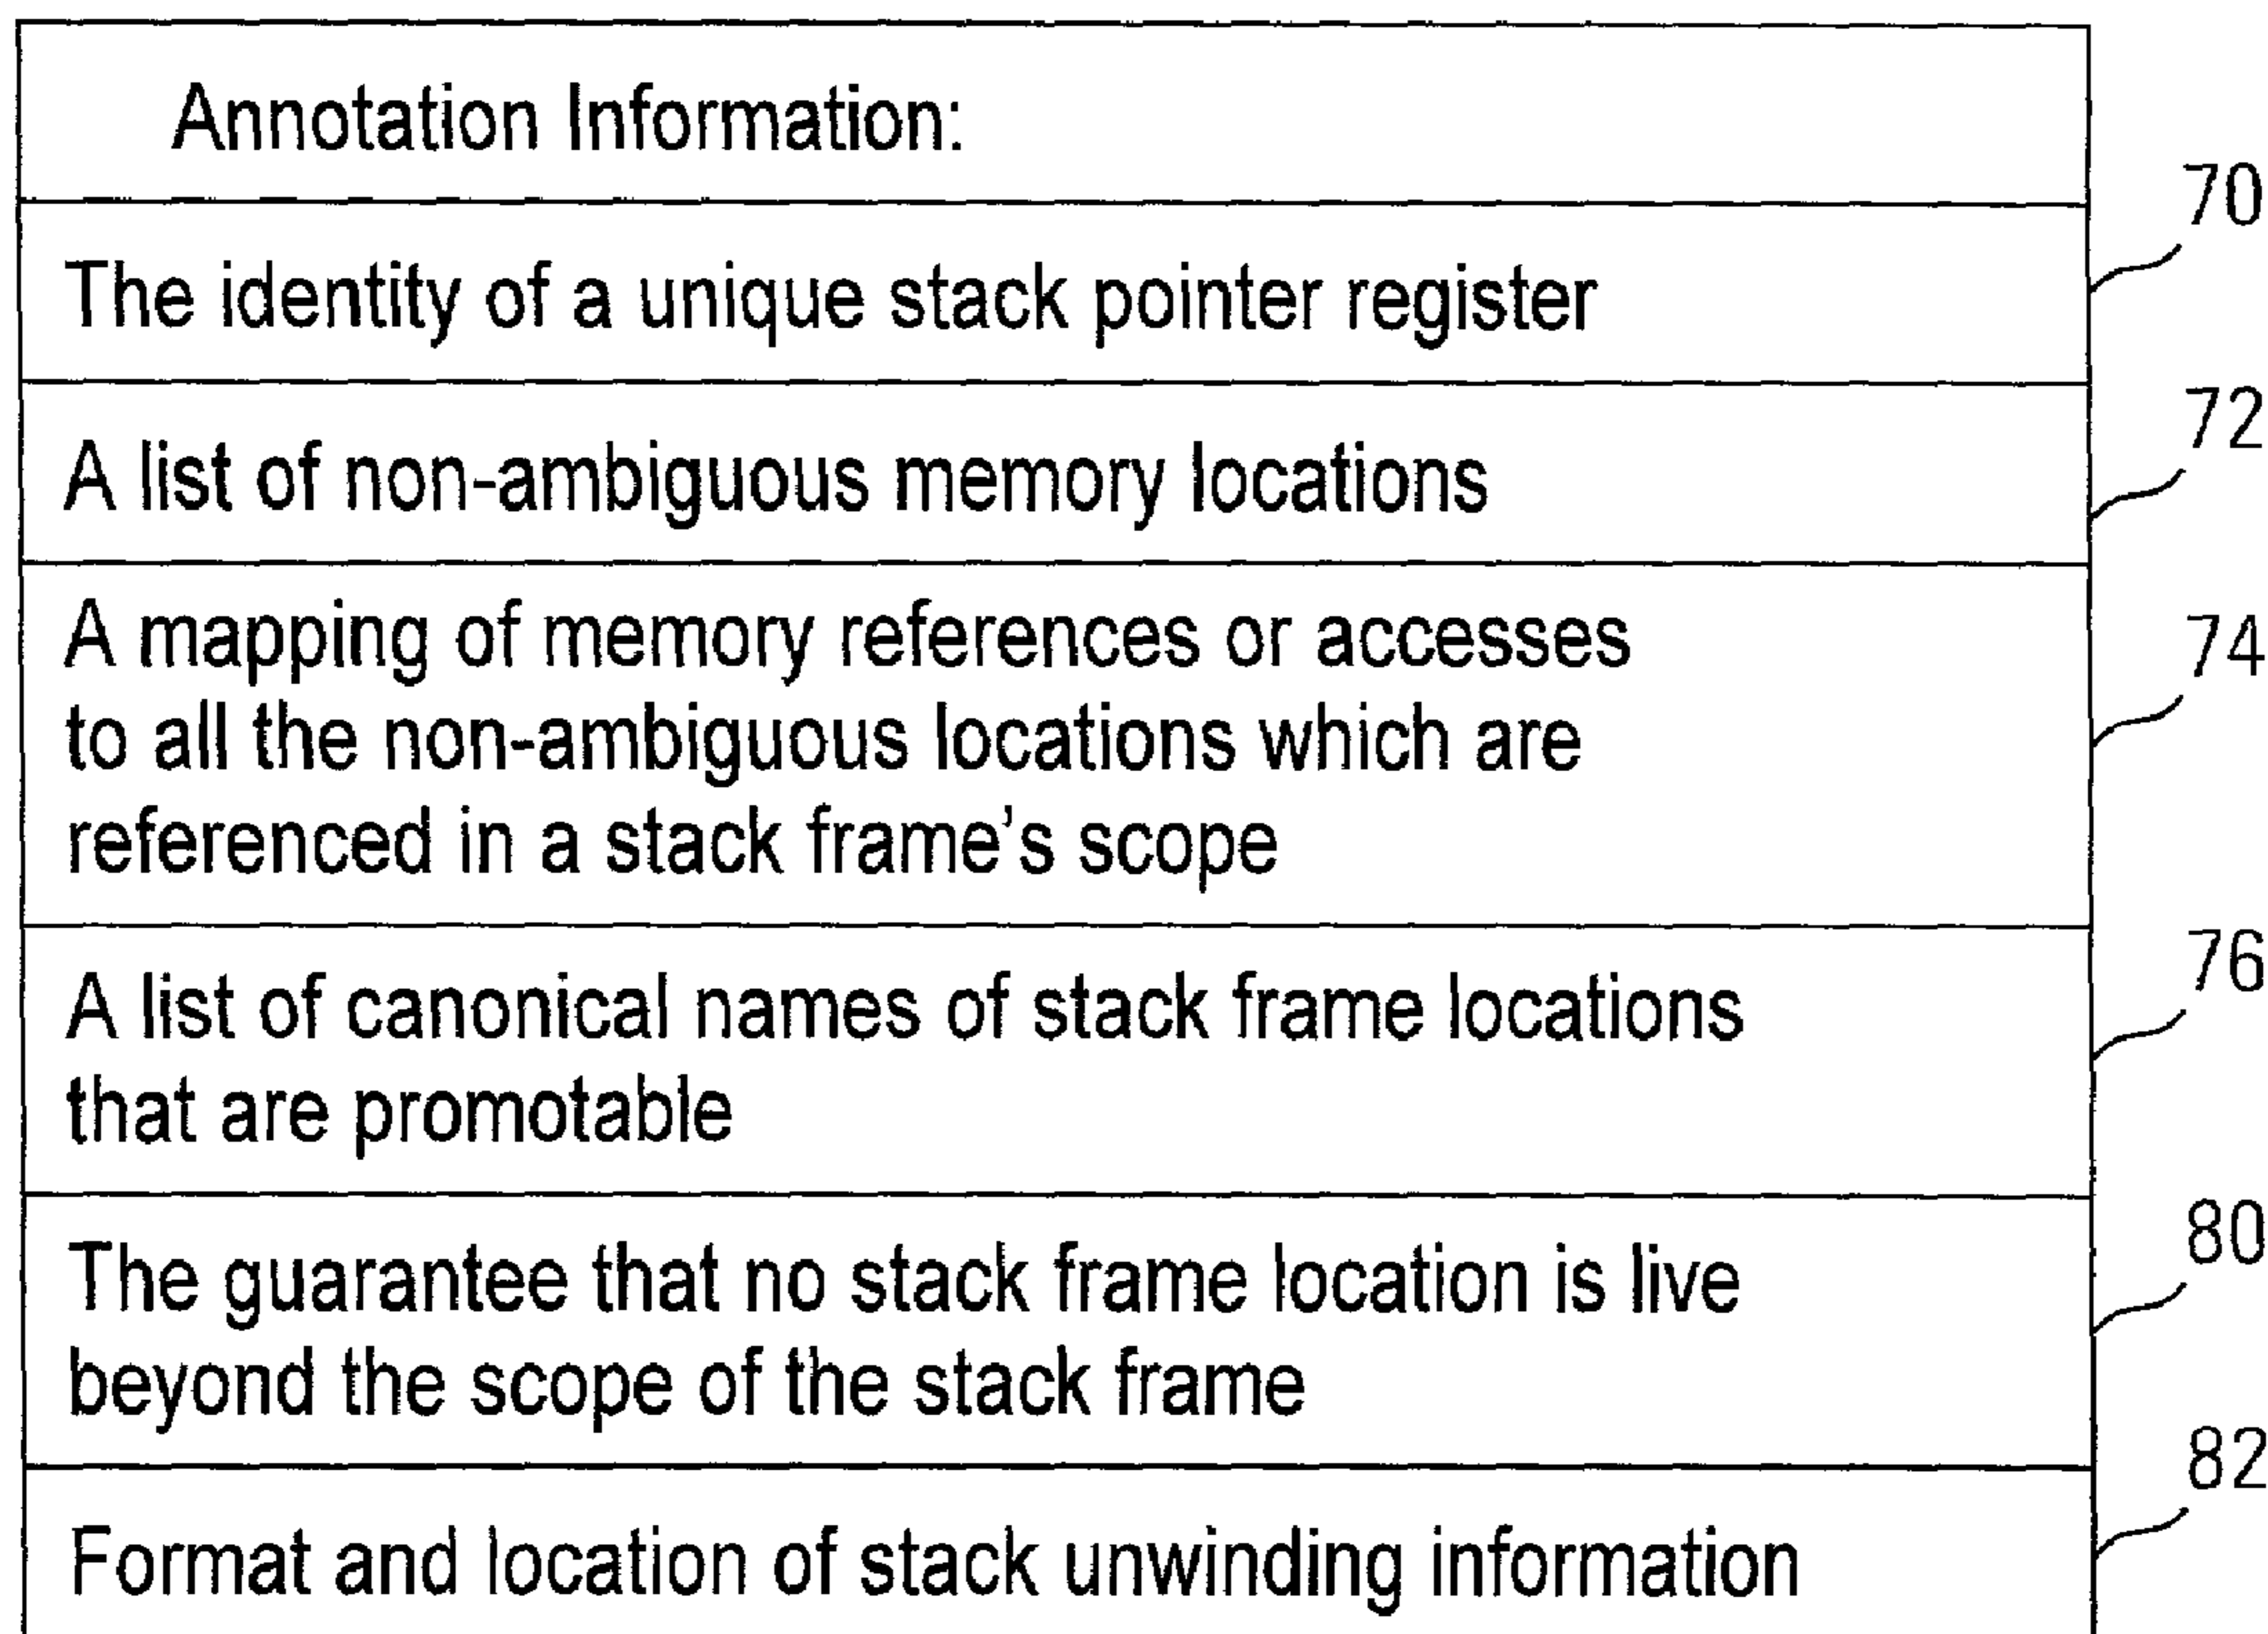 Annotation Information:
70
The identity of a unique stack pointer register
72
A list of non-ambiguous memory locations
74
A mapping of memory references or accesses
to all the non-ambiguous locations which are
referenced in a stack frame's scope
76
A list of canonical names of stack frame locations
that are promotable
80
The guarantee that no stack frame location is live
beyond the scope of the stack frame
82
Format and location of stack unwinding information